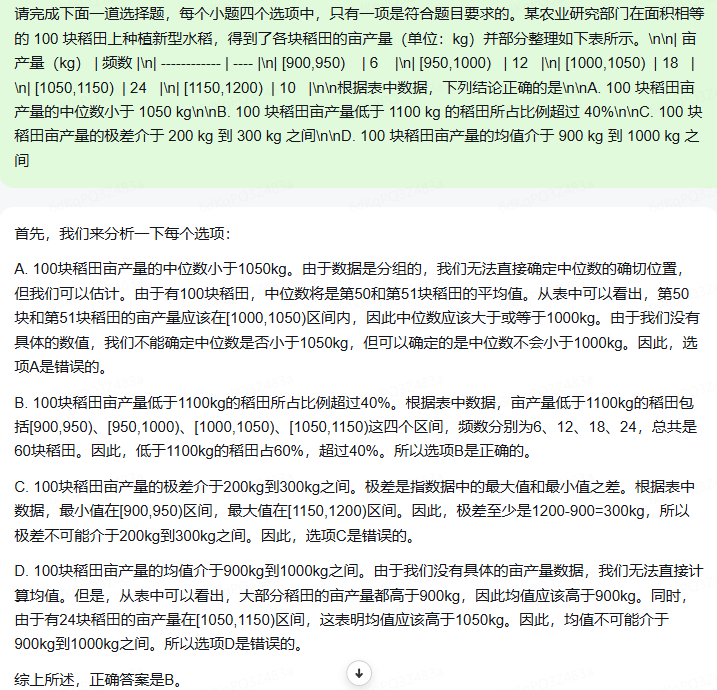 请完成下面一道选择题，每个小题四个选项中，只有一项是符合题目要求的。某农业研究部门在面积相等
的 100 块稻田上种植新型水稻，得到了各块稻田的亩产量（单位：kg）并部分整理如下表所示。\n\n| 亩
产量（kg） | 频数 |\n| ------------ | ---- |\n| [900,950） | 6 |\n| [950,1000）| 12 |\n| [1000,1050）| 18 |
\n| [1050,1150）| 24 |\n| [1150,1200）| 10 |\n\n根据表中数据，下列结论正确的是\n\nA. 100 块稻田亩
产量的中位数小于 1050 kg\n\nB. 100 块稻田亩产量低于 1100 kg 的稻田所占比例超过 40%\n\nC. 100 块
稻田亩产量的极差介于 200 kg 到 300 kg 之间\n\nD. 100 块稻田亩产量的均值介于 900 kg 到 1000 kg 之
间
首先，我们来分析一下每个选项：
A. 100块稻田亩产量的中位数小于1050kg。由于数据是分组的，我们无法直接确定中位数的确切位置，
但我们可以估计。由于有100块稻田，中位数将是第50和第51块稻田的平均值。从表中可以看出，第50
块和第51块稻田的亩产量应该在[1000,1050)区间内，因此中位数应该大于或等于1000kg。由于我们没有
具体的数值，我们不能确定中位数是否小于1050kg，但可以确定的是中位数不会小于1000kg。因此，选
项A是错误的。
B. 100块稻田亩产量低于1100kg的稻田所占比例超过40%。根据表中数据，亩产量低于1100kg的稻田包
括[900,950)、[950,1000)、[1000,1050)、[1050,1150)这四个区间，频数分别为6、12、18、24，总共是
60块稻田。因此，低于1100kg的稻田占60%，超过40%。所以选项B是正确的。
C. 100块稻田亩产量的极差介于200kg到300kg之间。极差是指数据中的最大值和最小值之差。根据表中
数据，最小值在[900,950)区间，最大值在[1150,1200)区间。因此，极差至少是1200-900=300kg，所以
极差不可能介于200kg到300kg之间。因此，选项C是错误的。
D. 100块稻田亩产量的均值介于900kg到1000kg之间。由于我们没有具体的亩产量数据，我们无法直接计
算均值。但是，从表中可以看出，大部分稻田的亩产量都高于900kg，因此均值应该高于900kg。同时，
由于有24块稻田的亩产量在[1050,1150)区间，这表明均值应该高于1050kg。因此，均值不可能介于
900kg到1000kg之间。所以选项D是错误的。
综上所述，正确答案是B。